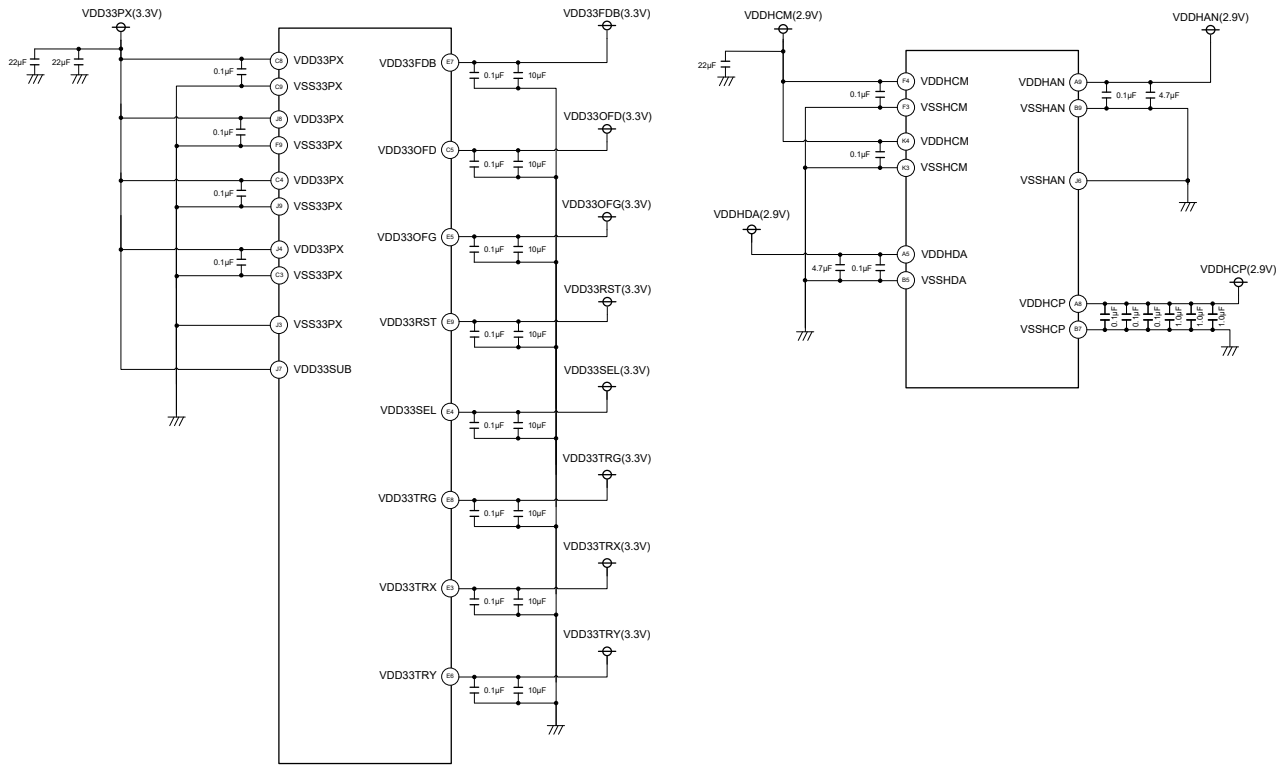 VDD33PX(3.3V)
22µF
22µF
0.1µF
C8 VDD33PX
C9 VSS33PX
0.1µF
J8 VDD33PX
F9 VSS33PX
0.1µF
C4 VDD33PX
J9 VSS33PX
0.1µF
J4 VDD33PX
C3 VSS33PX
J3 VSS33PX
J7 VDD33SUB
VDD33FDB(3.3V)
VDD33FDB E7
0.1µF 10µF
VDD33OFD(3.3V)
VDD33OFD C5
0.1µF 10µF
VDD33OFG(3.3V)
VDD33OFG E5
0.1µF 10µF
VDD33RST(3.3V)
VDD33RST E9
0.1µF 10µF
VDD33SEL(3.3V)
VDD33SEL E4
0.1µF 10µF
VDD33TRG(3.3V)
VDD33TRG E8
0.1µF 10µF
VDD33TRX(3.3V)
VDD33TRX E3
0.1µF 10µF
VDD33TRY(3.3V)
VDD33TRY E6
0.1µF 10µF
VDDHCM(2.9V)
22µF
0.1µF
F4 VDDHCM
F3 VSSHCM
0.1µF
K4 VDDHCM
K3 VSSHCM
VDDHDA(2.9V)
4.7µF 0.1µF
A5 VDDHDA
B5 VSSHDA
VDDHAN(2.9V)
VDDHAN A9
0.1µF 4.7µF
VSSHAN B9
VSSHAN J6
VDDHCP(2.9V)
VDDHCP A8
VSSHCP B7
0.1µF
0.1µF
0.1µF
1.0µF
1.0µF
1.0µF